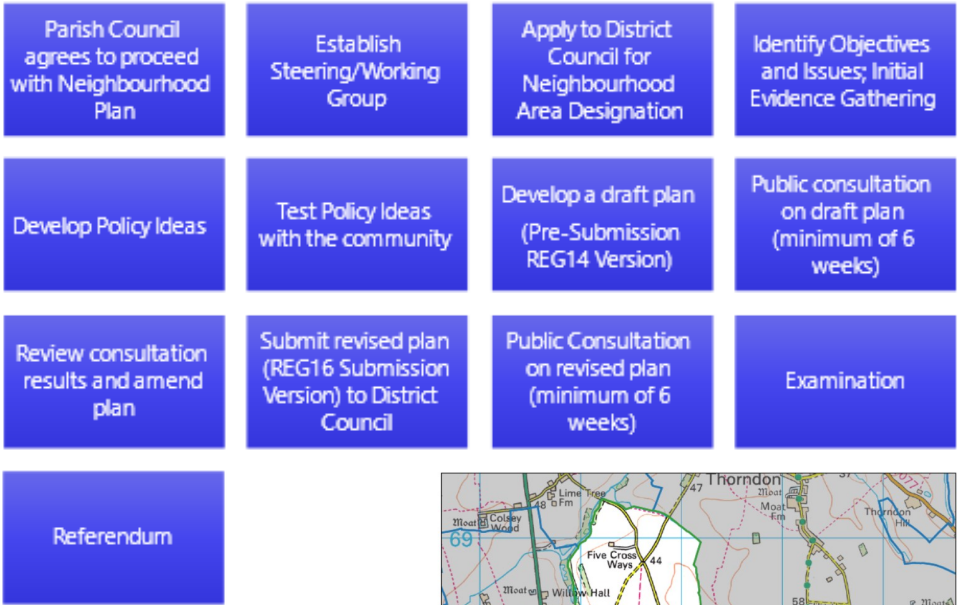 Parish Council
agrees to proceed
with Neighbourhood
Plan
Establish
Steering/Working
Group
Apply to District
Council for
Neighbourhood
Area Designation
Identify Objectives
and Issues; Initial
Evidence Gathering
Develop Policy Ideas
Test Policy Ideas
with the community
Develop a draft plan
(Pre-Submission
REG14 Version)
Public consultation
on draft plan
(minimum of 6
weeks)
Review consultation
results and amend
plan
Submit revised plan
(REG16 Submission
Version) to District
Council
Public Consultation
on revised plan
(minimum of 6
weeks)
Examination
Referendum
Thorndon
47
Lime Tree
Fm
48
Moat
Colsey
Wood
69
Moat
Moat
Fm
077
Thorndon
Hill
Five Cross
Ways
44
Moat
Willow Hall
58
Moats